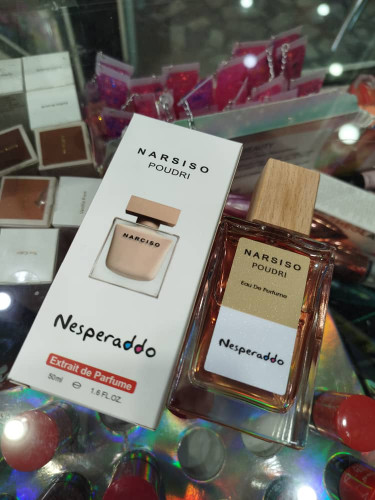 NARSISO
POUDRI
NARCISO
Nesperaddo
Extrait de Parfume
50ml e 1.6 FL.OZ.
NARSISO
POUDRI
Eau De Parfume
Nesperaddo